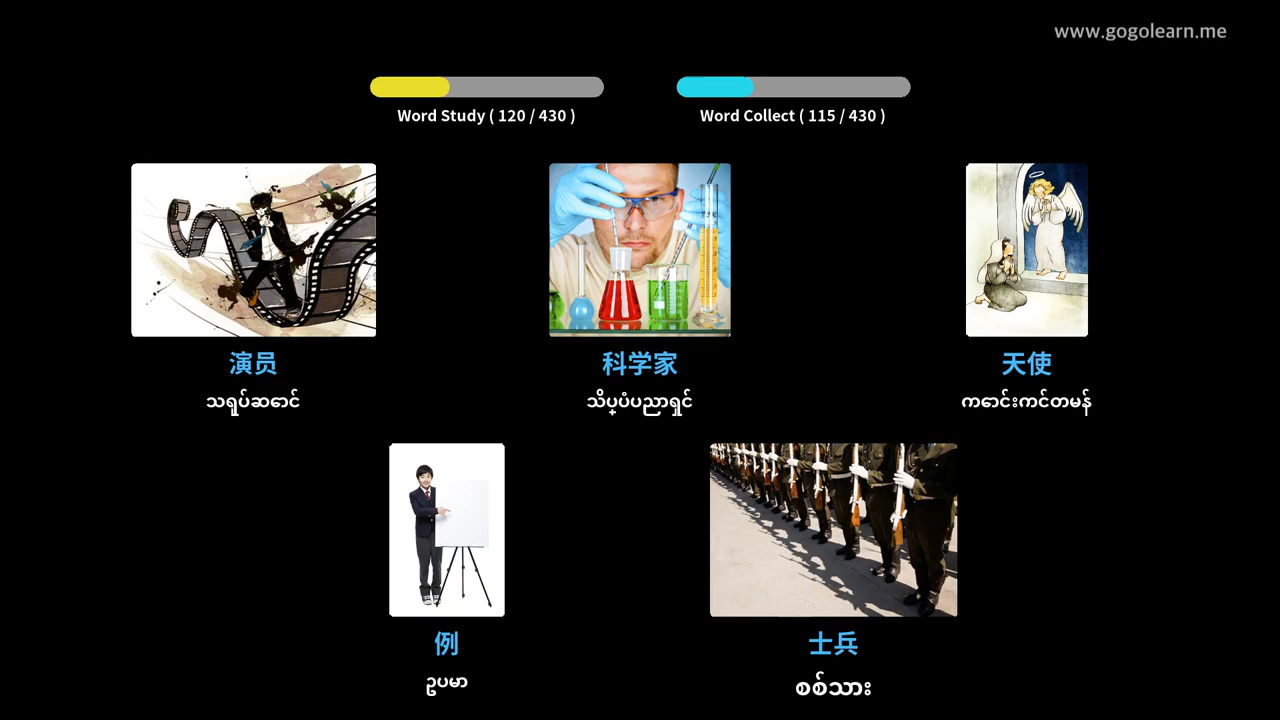 www.gogolearn.me
Word Study ( 120 / 430 )
Word Collect ( 115 / 430 )
演员
သရုပ်ဆောင်
科学家
သိပ္ပံပညာရှင်
天使
ကောင်းကင်တမန်
例
ဥပမာ
士兵
စစ်သား